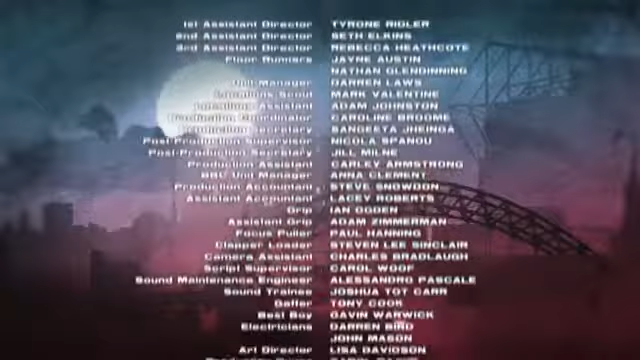 1st Assistant Director TYRONE RIDLER
2nd Assistant Director SETH ELKINS
3rd Assistant Director REBECCA HEATHCOTE
Floor Runners JAYNE AUSTIN
NATHAN GLENDINNING
Unit Manager DARREN LAWS
Locations Scout MARK VALENTINE
Locations Assistant ADAM JOHNSTON
Production Coordinator CAROLINE BROOME
Production Secretary SANGEETA JHEINGA
Post-Production Supervisor NICOLA SPANOU
Post-Production Secretary JILL MILNE
Production Assistant CARLEY ARMSTRONG
BBC Unit Manager ANNA CLEMENT
Production Accountant STEVE SNOWDON
Assistant Accountant LACEY ROBERTS
Grip IAN OGDEN
Assistant Grip ADAM ZIMMERMAN
Focus Puller PAUL HANNING
Clapper Loader STEVEN LEE SINCLAIR
Camera Assistant CHARLES BRADLAUGH
Script Supervisor CAROL WOOF
Sound Maintenance Engineer ALESSANDRO PASCALE
Sound Trainee JOSHUA TOT CARR
Gaffer TONY COOK
Best Boy GAVIN WARWICK
Electricians DARREN BIRD
JOHN MASON
Art Director LISA DAVIDSON